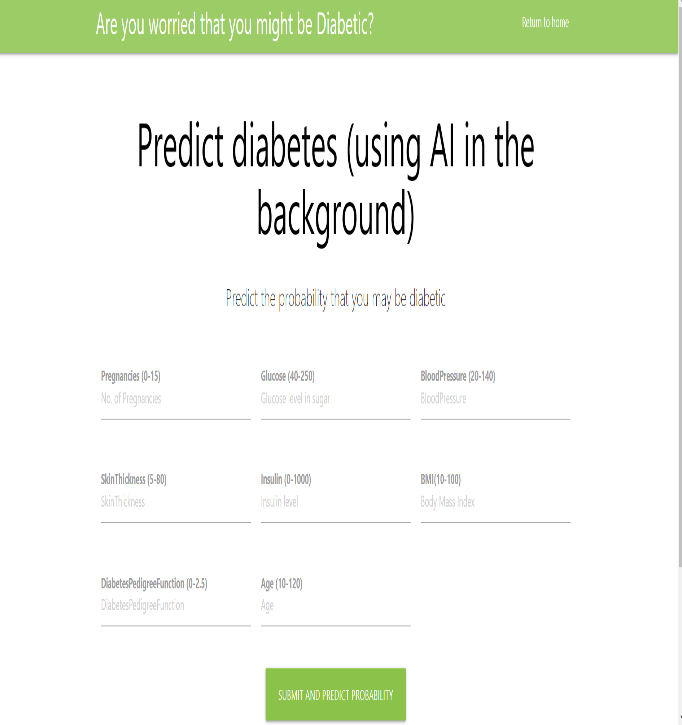 Are you worried that you might be Diabetic?
Return to home
Predict diabetes (using AI in the
background)
Predict the probability that you may be diabetic
Pregnancies (0-15)
Glucose (40-250)
BloodPressure (20-140)
No. of Pregnancies
Glucose level in sugar
BloodPressure
SkinThickness (5-80)
Insulin (0-1000)
BMI(10-100)
SkinThickness
Insulin level
Body Mass Index
DiabetesPedigreeFunction (0-2.5)
Age (10-120)
DiabetesPedigreeFunction
Age
SUBMIT AND PREDICT PROBABILITY